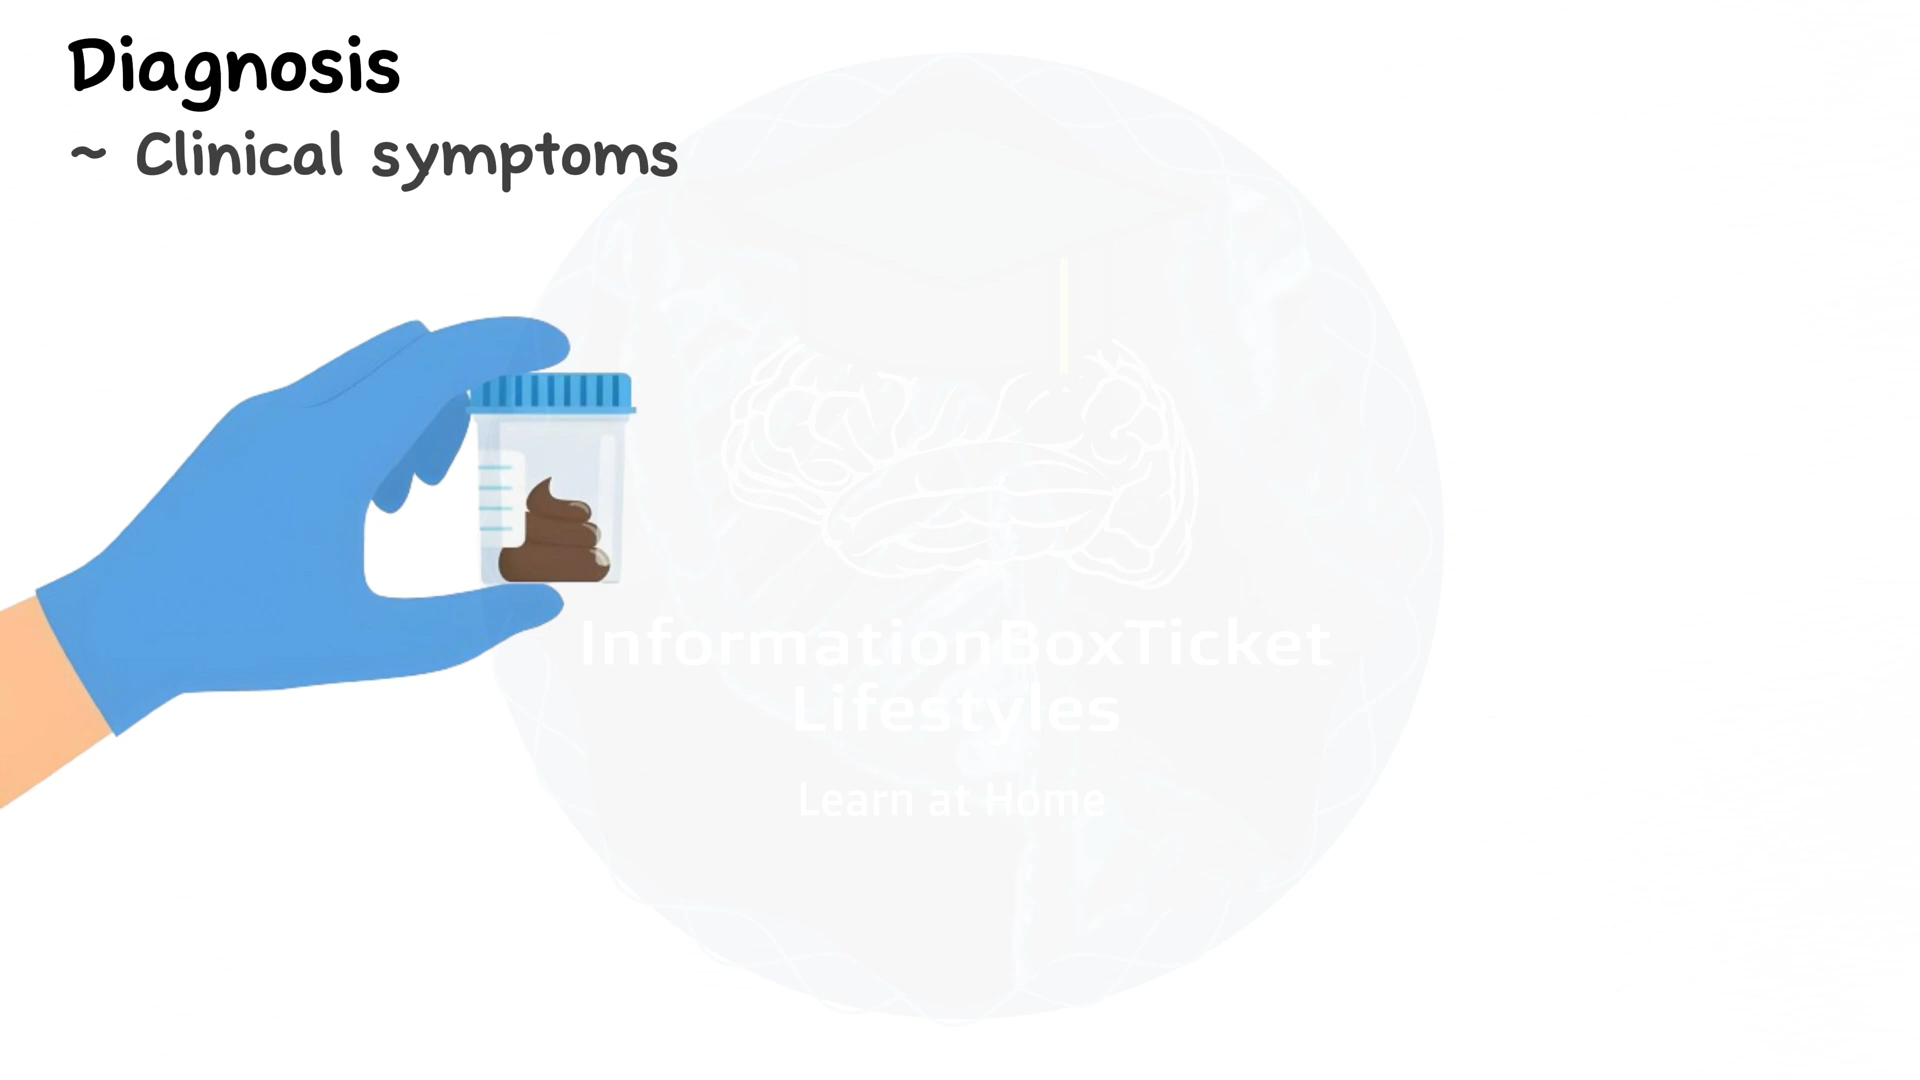 Diagnosis
~ Clinical symptoms
InformationBoxTicket
Lifestyles
Learn at Home